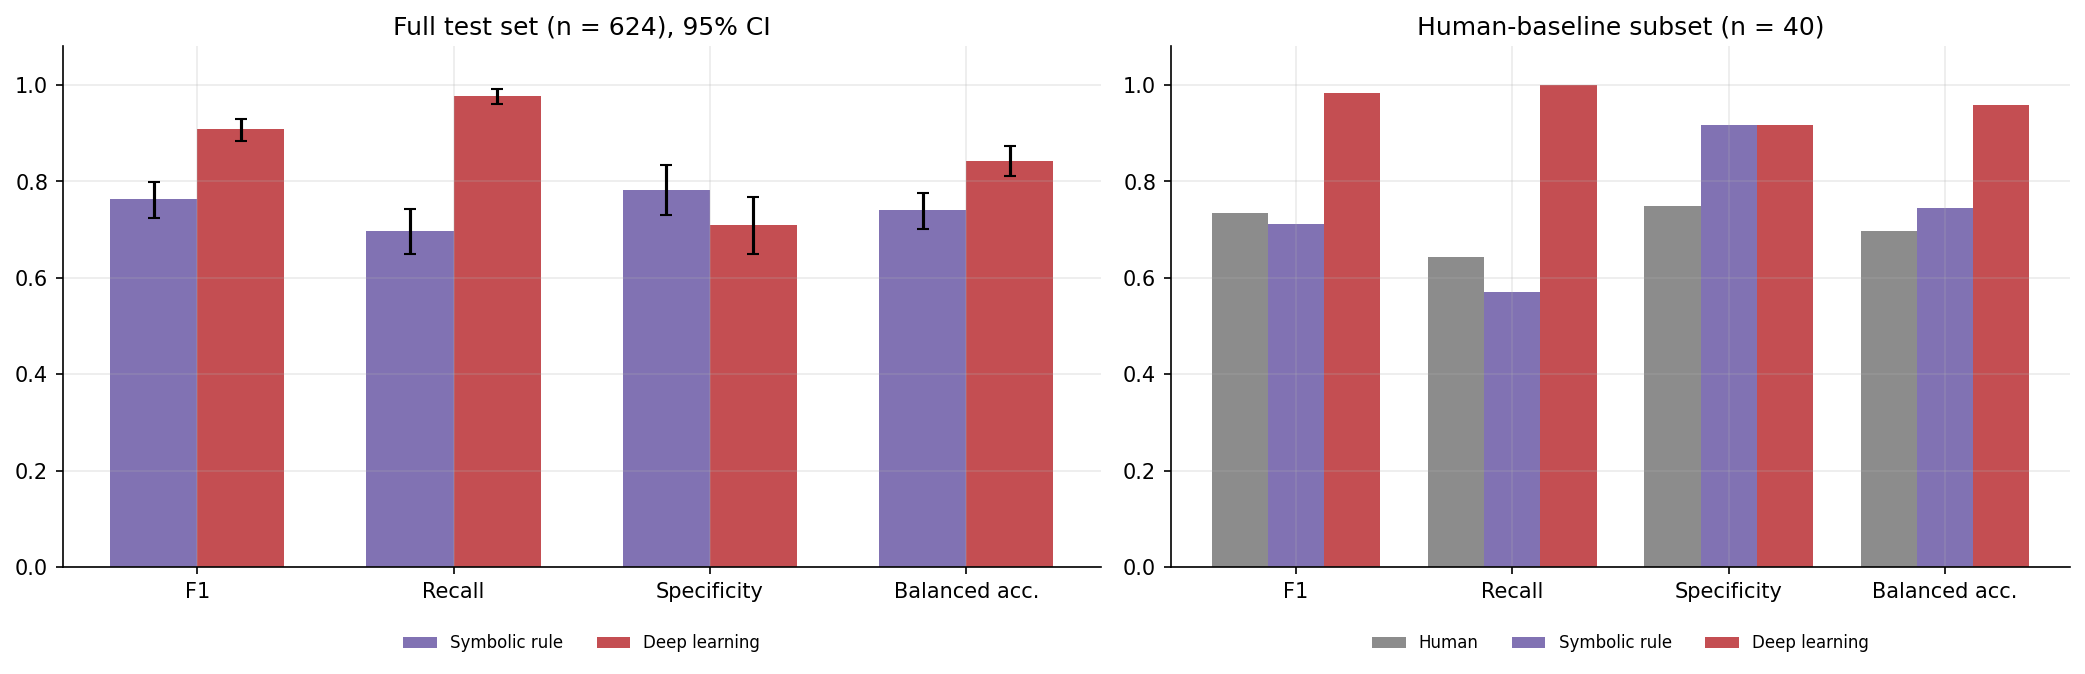 Full test set (n = 624), 95% CI
1.0
0.8
0.6
0.4
0.2
0.0
F1 Recall Specificity Balanced acc.
Symbolic rule Deep learning
Human-baseline subset (n = 40)
1.0
0.8
0.6
0.4
0.2
0.0
F1 Recall Specificity Balanced acc.
Human Symbolic rule Deep learning